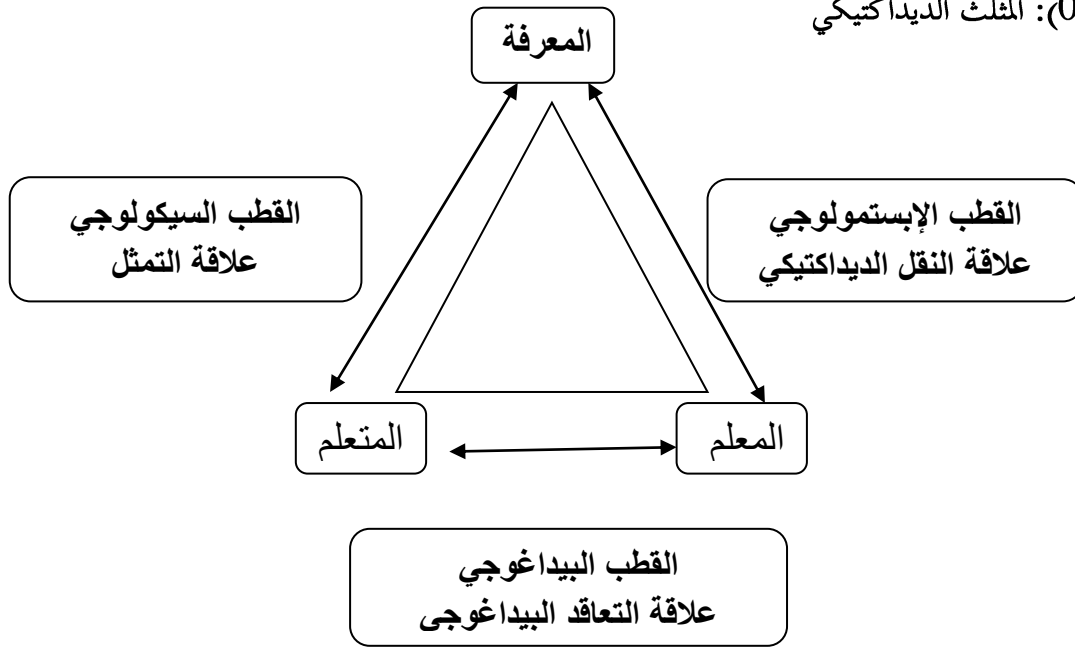 0): المثلث الديداكتيكي
المعرفة
القطب الإبستمولوجي
علاقة النقل الديداكتيكي
القطب السيكولوجي
علاقة التمثل
المعلم
المتعلم
القطب البيداغوجي
علاقة التعاقد البيداغوجي